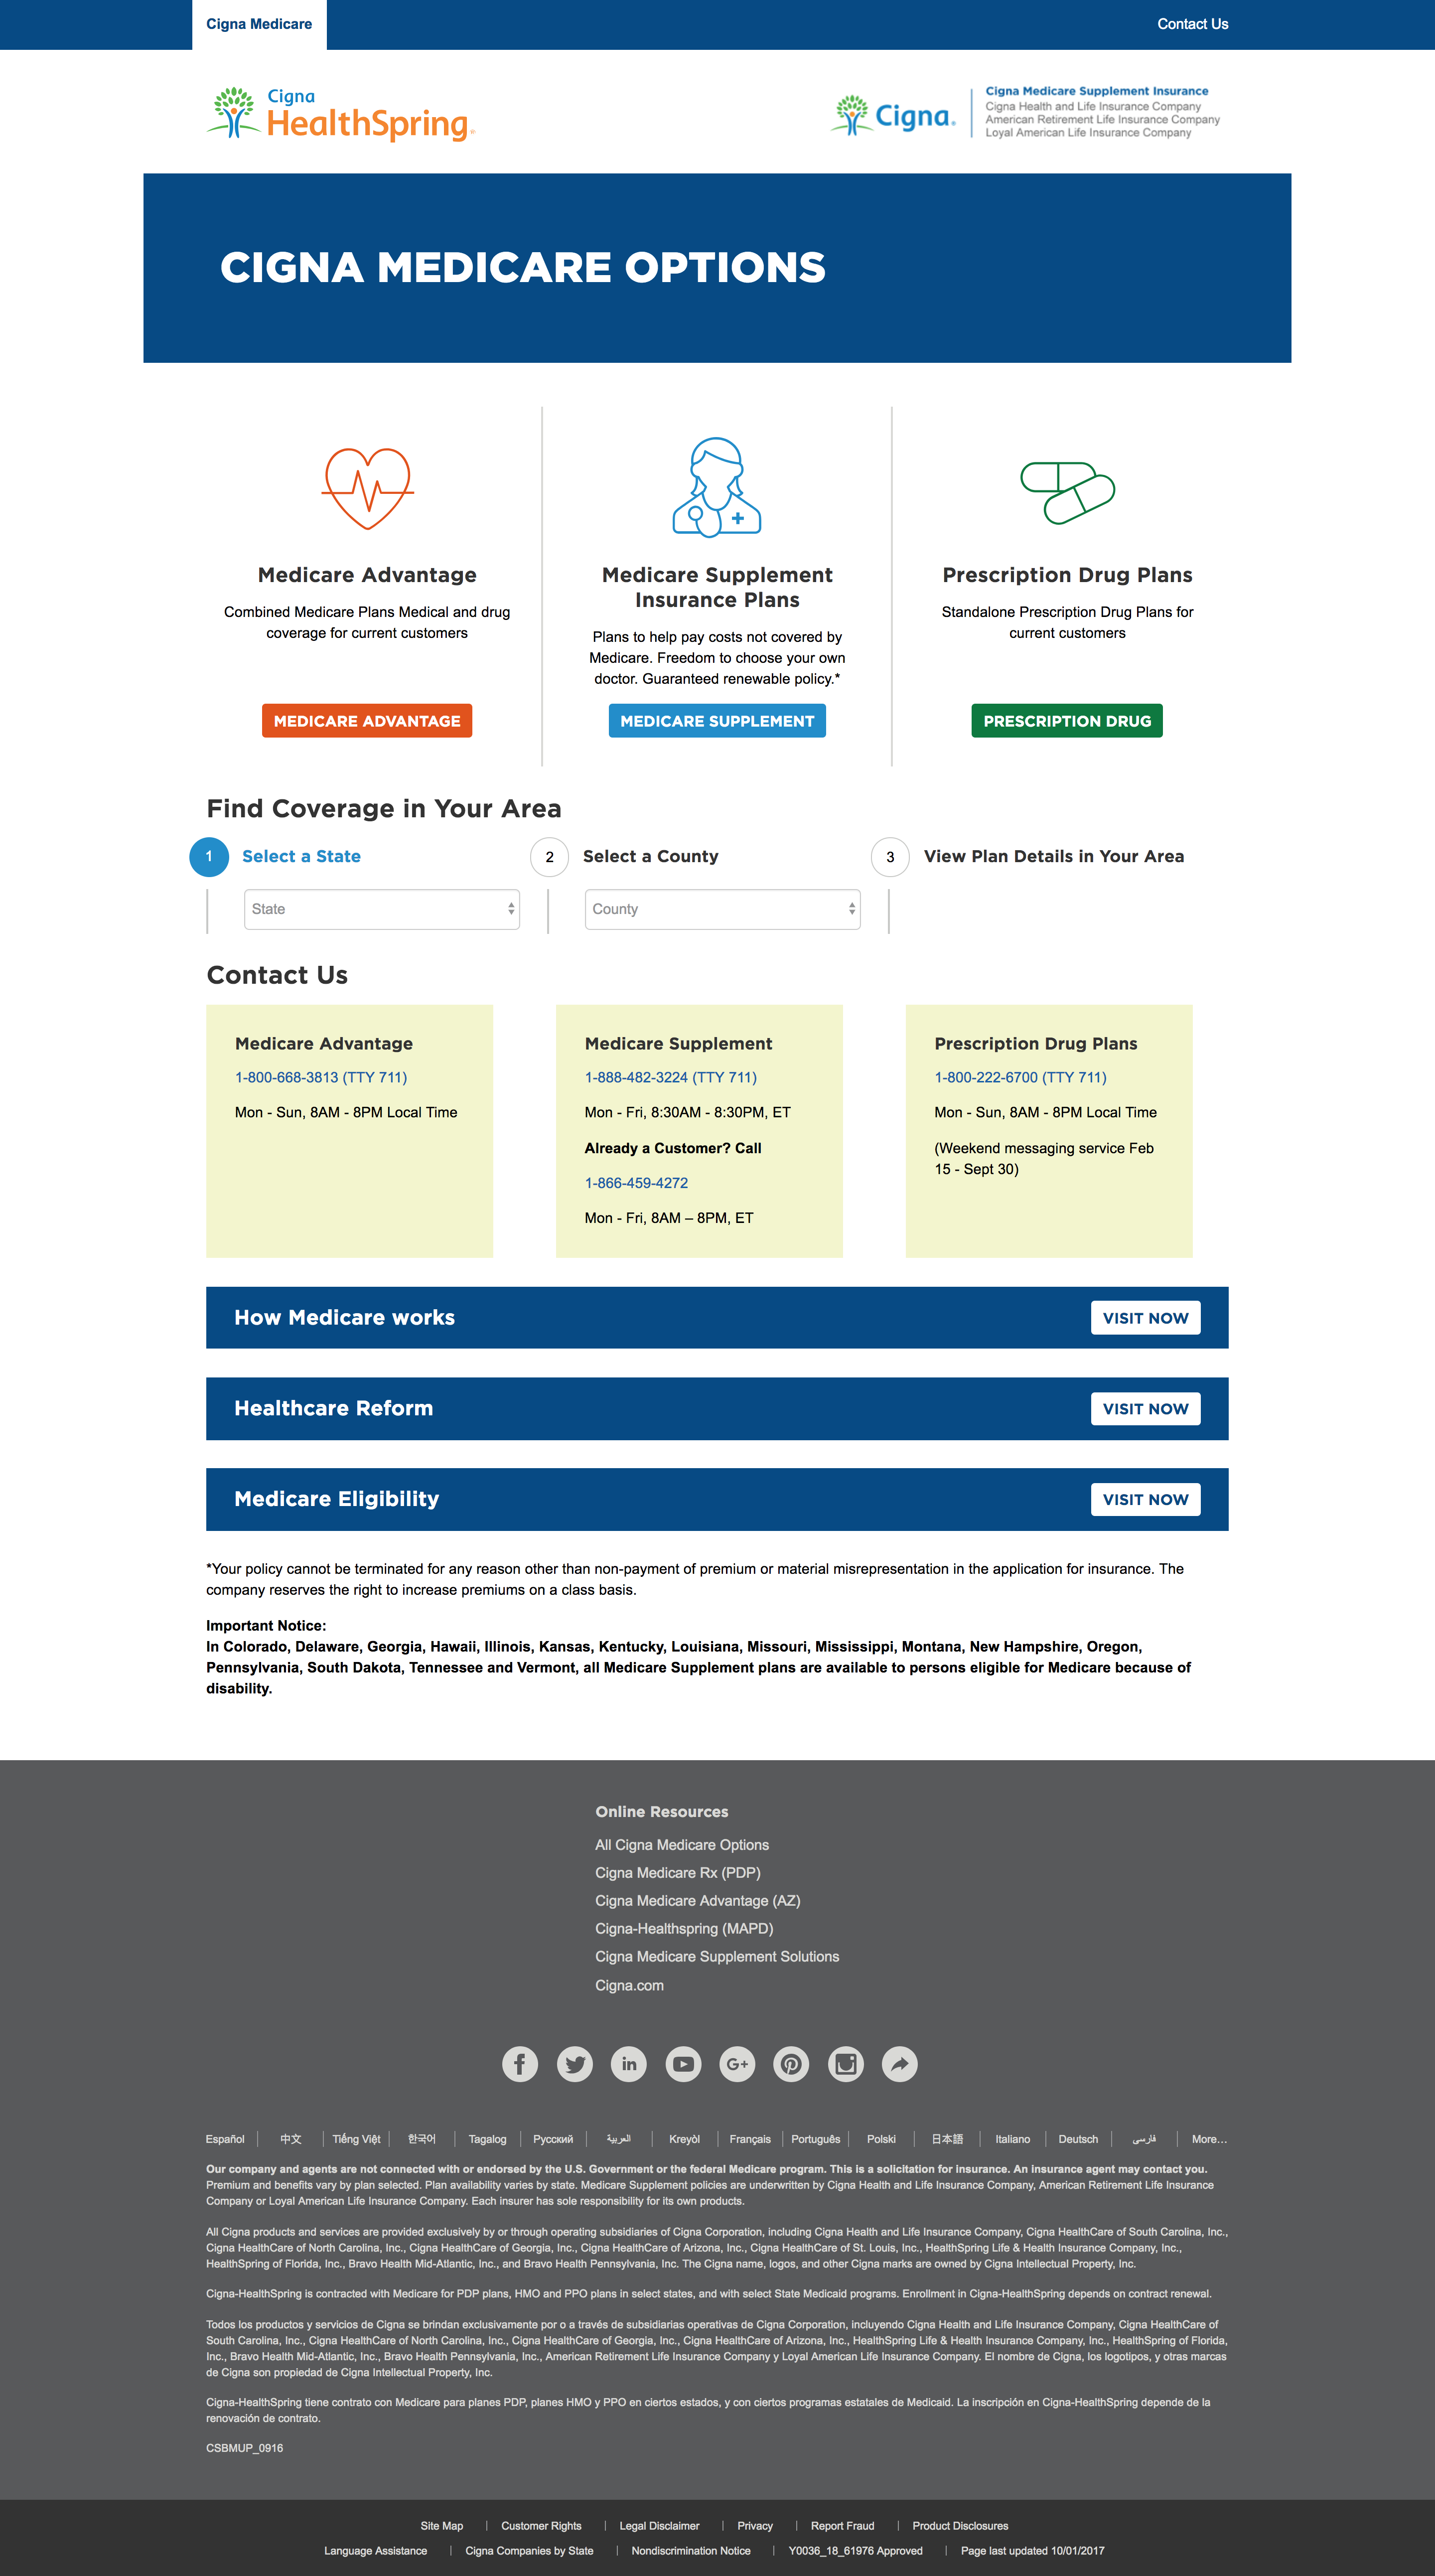 Cigna Medicare
Contact Us
Cigna
HealthSpring®
Cigna®
Cigna Medicare Supplement Insurance
Cigna Health and Life Insurance Company
American Retirement Life Insurance Company
Loyal American Life Insurance Company
CIGNA MEDICARE OPTIONS
Medicare Advantage
Combined Medicare Plans Medical and drug
coverage for current customers
MEDICARE ADVANTAGE
Medicare Supplement
Insurance Plans
Plans to help pay costs not covered by
Medicare. Freedom to choose your own
doctor. Guaranteed renewable policy.*
MEDICARE SUPPLEMENT
Prescription Drug Plans
Standalone Prescription Drug Plans for
current customers
PRESCRIPTION DRUG
Find Coverage in Your Area
1 Select a State
State
2 Select a County
County
3 View Plan Details in Your Area
Contact Us
Medicare Advantage
1-800-668-3813 (TTY 711)
Mon - Sun, 8AM - 8PM Local Time
Medicare Supplement
1-888-482-3224 (TTY 711)
Mon - Fri, 8:30AM - 8:30PM, ET
Already a Customer? Call
1-866-459-4272
Mon - Fri, 8AM – 8PM, ET
Prescription Drug Plans
1-800-222-6700 (TTY 711)
Mon - Sun, 8AM - 8PM Local Time
(Weekend messaging service Feb
15 - Sept 30)
How Medicare works
VISIT NOW
Healthcare Reform
VISIT NOW
Medicare Eligibility
VISIT NOW
*Your policy cannot be terminated for any reason other than non-payment of premium or material misrepresentation in the application for insurance. The
company reserves the right to increase premiums on a class basis.
Important Notice:
In Colorado, Delaware, Georgia, Hawaii, Illinois, Kansas, Kentucky, Louisiana, Missouri, Mississippi, Montana, New Hampshire, Oregon,
Pennsylvania, South Dakota, Tennessee and Vermont, all Medicare Supplement plans are available to persons eligible for Medicare because of
disability.
Online Resources
All Cigna Medicare Options
Cigna Medicare Rx (PDP)
Cigna Medicare Advantage (AZ)
Cigna-Healthspring (MAPD)
Cigna Medicare Supplement Solutions
Cigna.com
Español | 中文 | Tiếng Việt | 한국어 | Tagalog | Русский | العربية | Kreyòl | Français | Português | Polski | 日本語 | Italiano | Deutsch | فارسی | More...
Our company and agents are not connected with or endorsed by the U.S. Government or the federal Medicare program. This is a solicitation for insurance. An insurance agent may contact you.
Premium and benefits vary by plan selected. Plan availability varies by state. Medicare Supplement policies are underwritten by Cigna Health and Life Insurance Company, American Retirement Life Insurance
Company or Loyal American Life Insurance Company. Each insurer has sole responsibility for its own products.
All Cigna products and services are provided exclusively by or through operating subsidiaries of Cigna Corporation, including Cigna Health and Life Insurance Company, Cigna HealthCare of South Carolina, Inc.,
Cigna HealthCare of North Carolina, Inc., Cigna HealthCare of Georgia, Inc., Cigna HealthCare of Arizona, Inc., Cigna HealthCare of St. Louis, Inc., HealthSpring Life & Health Insurance Company, Inc.,
HealthSpring of Florida, Inc., Bravo Health Mid-Atlantic, Inc., and Bravo Health Pennsylvania, Inc. The Cigna name, logos, and other Cigna marks are owned by Cigna Intellectual Property, Inc.
Cigna-HealthSpring is contracted with Medicare for PDP plans, HMO and PPO plans in select states, and with select State Medicaid programs. Enrollment in Cigna-HealthSpring depends on contract renewal.
Todos los productos y servicios de Cigna se brindan exclusivamente por o a través de subsidiarias operativas de Cigna Corporation, incluyendo Cigna Health and Life Insurance Company, Cigna HealthCare of
South Carolina, Inc., Cigna HealthCare of North Carolina, Inc., Cigna HealthCare of Georgia, Inc., Cigna HealthCare of Arizona, Inc., HealthSpring Life & Health Insurance Company, Inc., HealthSpring of Florida,
Inc., Bravo Health Mid-Atlantic, Inc., Bravo Health Pennsylvania, Inc., American Retirement Life Insurance Company y Loyal American Life Insurance Company. El nombre de Cigna, los logotipos, y otras marcas
de Cigna son propiedad de Cigna Intellectual Property, Inc.
Cigna-HealthSpring tiene contrato con Medicare para planes PDP, planes HMO y PPO en ciertos estados, y con ciertos programas estatales de Medicaid. La inscripción en Cigna-HealthSpring depende de la
renovación de contrato.
CSBMUP_0916
Site Map | Customer Rights | Legal Disclaimer | Privacy | Report Fraud | Product Disclosures
Language Assistance | Cigna Companies by State | Nondiscrimination Notice | Y0036_18_61976 Approved | Page last updated 10/01/2017